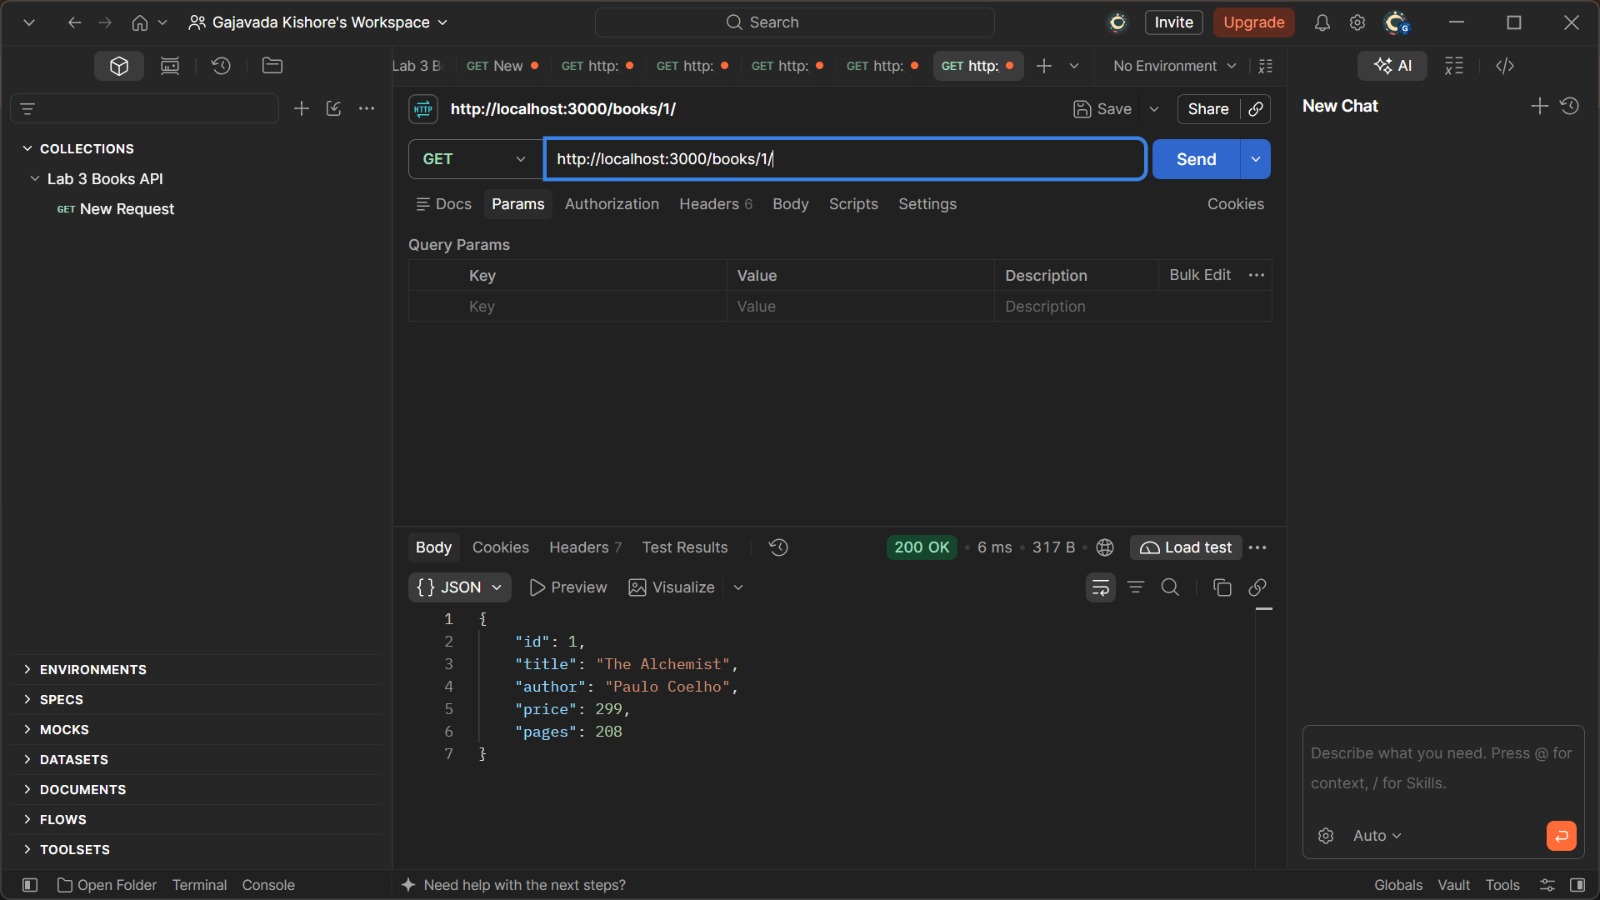 Gajavada Kishore's Workspace
Search
Invite
Upgrade
Lab 3 B
GET New
GET http:
GET http:
GET http:
GET http:
GET http:
No Environment
AI
HTTP
http://localhost:3000/books/1/
Save
Share
New Chat
COLLECTIONS
Lab 3 Books API
GET New Request
GET
http://localhost:3000/books/1/
Send
Docs
Params
Authorization
Headers 6
Body
Scripts
Settings
Cookies
Query Params
Key
Value
Description
Bulk Edit
Key
Value
Description
Body
Cookies
Headers 7
Test Results
200 OK
6 ms
317 B
Load test
{} JSON
Preview
Visualize
1 {
2 "id": 1,
3 "title": "The Alchemist",
4 "author": "Paulo Coelho",
5 "price": 299,
6 "pages": 208
7 }
ENVIRONMENTS
SPECS
MOCKS
DATASETS
DOCUMENTS
FLOWS
TOOLSETS
Describe what you need. Press @ for
context, / for Skills.
Auto
Open Folder
Terminal
Console
Need help with the next steps?
Globals
Vault
Tools